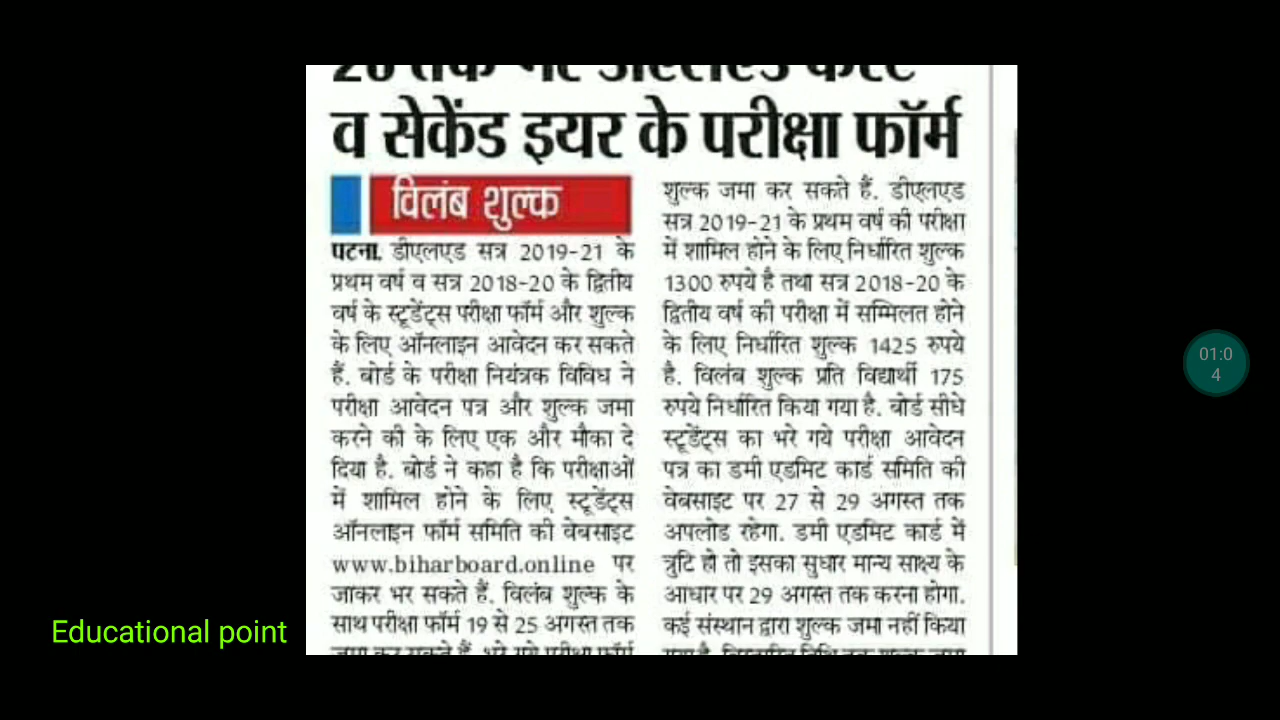 व सेकेंड इयर के परीक्षा फॉर्म
विलंब शुल्क
पटना. डीएलएड सत्र 2019-21 के
प्रथम वर्ष व सत्र 2018-20 के द्वितीय
वर्ष के स्टूडेंट्स परीक्षा फॉर्म और शुल्क
के लिए ऑनलाइन आवेदन कर सकते
हैं. बोर्ड के परीक्षा नियंत्रक विविध ने
परीक्षा आवेदन पत्र और शुल्क जमा
करने की के लिए एक और मौका दे
दिया है. बोर्ड ने कहा है कि परीक्षाओं
में शामिल होने के लिए स्टूडेंट्स
ऑनलाइन फॉर्म समिति की वेबसाइट
www.biharboard.online पर
जाकर भर सकते हैं. विलंब शुल्क के
साथ परीक्षा फॉर्म 19 से 25 अगस्त तक
शुल्क जमा कर सकते हैं. डीएलएड
सत्र 2019-21 के प्रथम वर्ष की परीक्षा
में शामिल होने के लिए निर्धारित शुल्क
1300 रुपये है तथा सत्र 2018-20 के
द्वितीय वर्ष की परीक्षा में सम्मिलत होने
के लिए निर्धारित शुल्क 1425 रुपये
है. विलंब शुल्क प्रति विद्यार्थी 175
रुपये निर्धारित किया गया है. बोर्ड सीधे
स्टूडेंट्स का भरे गये परीक्षा आवेदन
पत्र का डमी एडमिट कार्ड समिति की
वेबसाइट पर 27 से 29 अगस्त तक
अपलोड रहेगा. डमी एडमिट कार्ड में
त्रुटि हो तो इसका सुधार मान्य साक्ष्य के
आधार पर 29 अगस्त तक करना होगा.
कई संस्थान द्वारा शुल्क जमा नहीं किया
Educational point
01:0
4